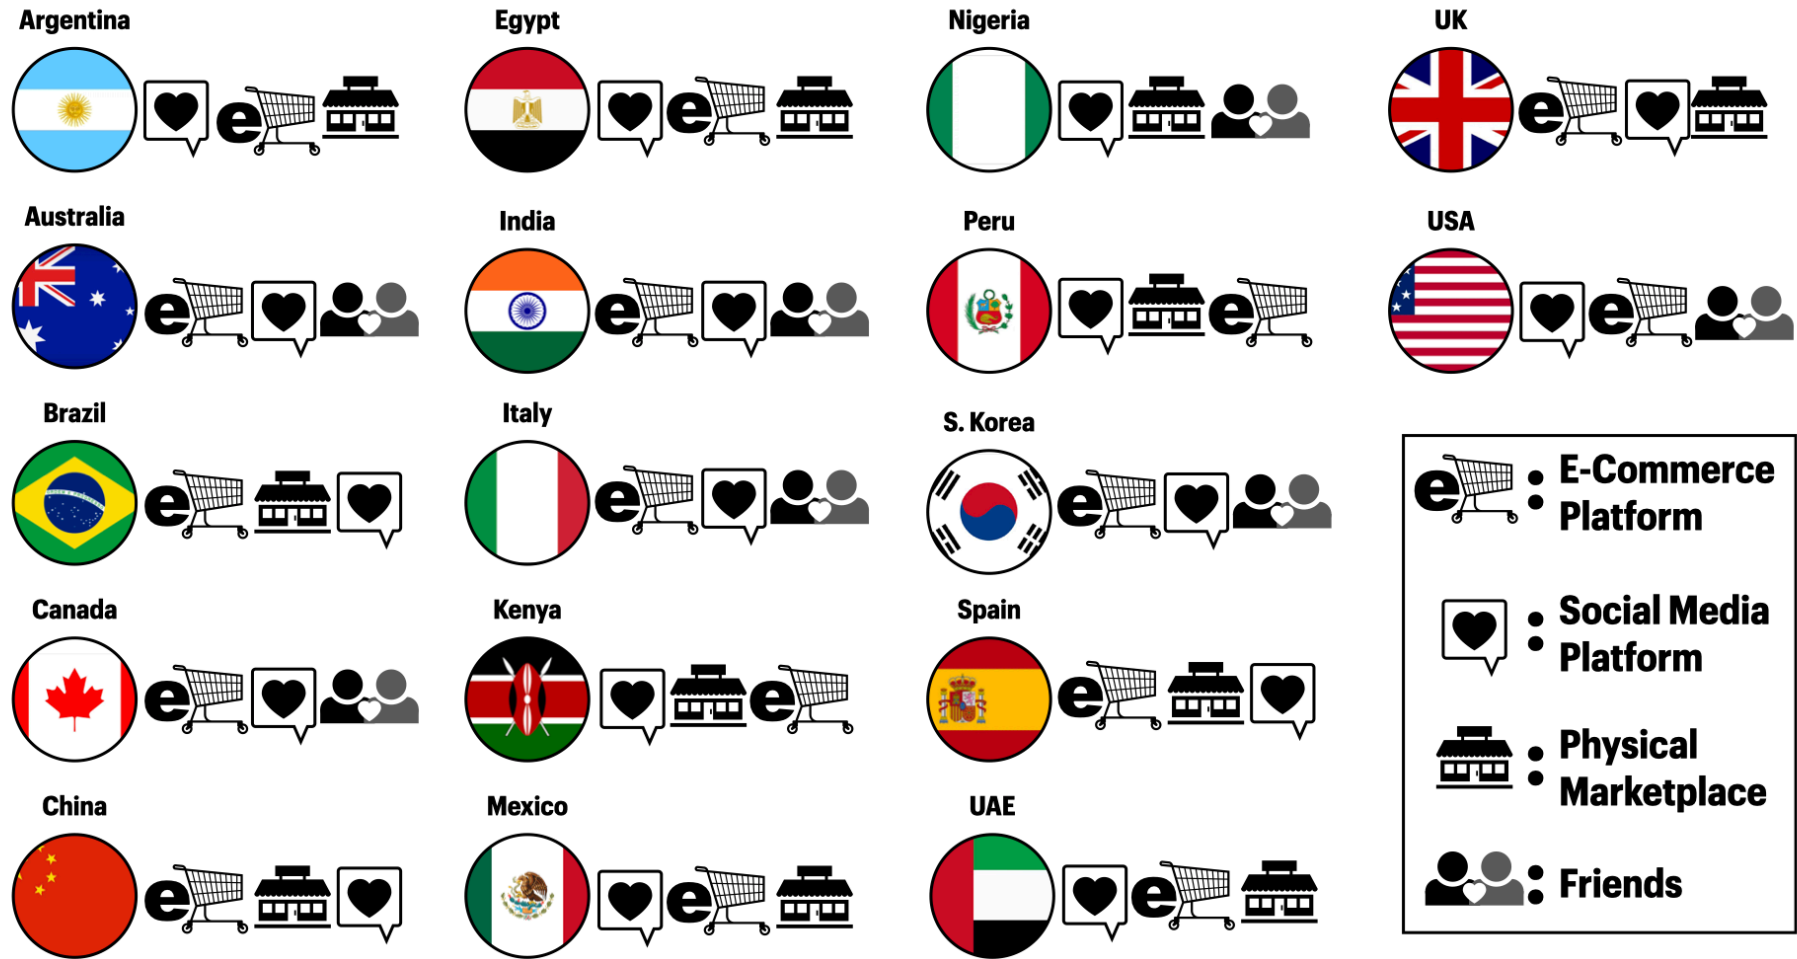 Argentina
Egypt
Nigeria
UK
Australia
India
Peru
USA
Brazil
Italy
S. Korea
Canada
Kenya
Spain
China
Mexico
UAE
e : E-Commerce
Platform
: Social Media
Platform
: Physical
Marketplace
: Friends